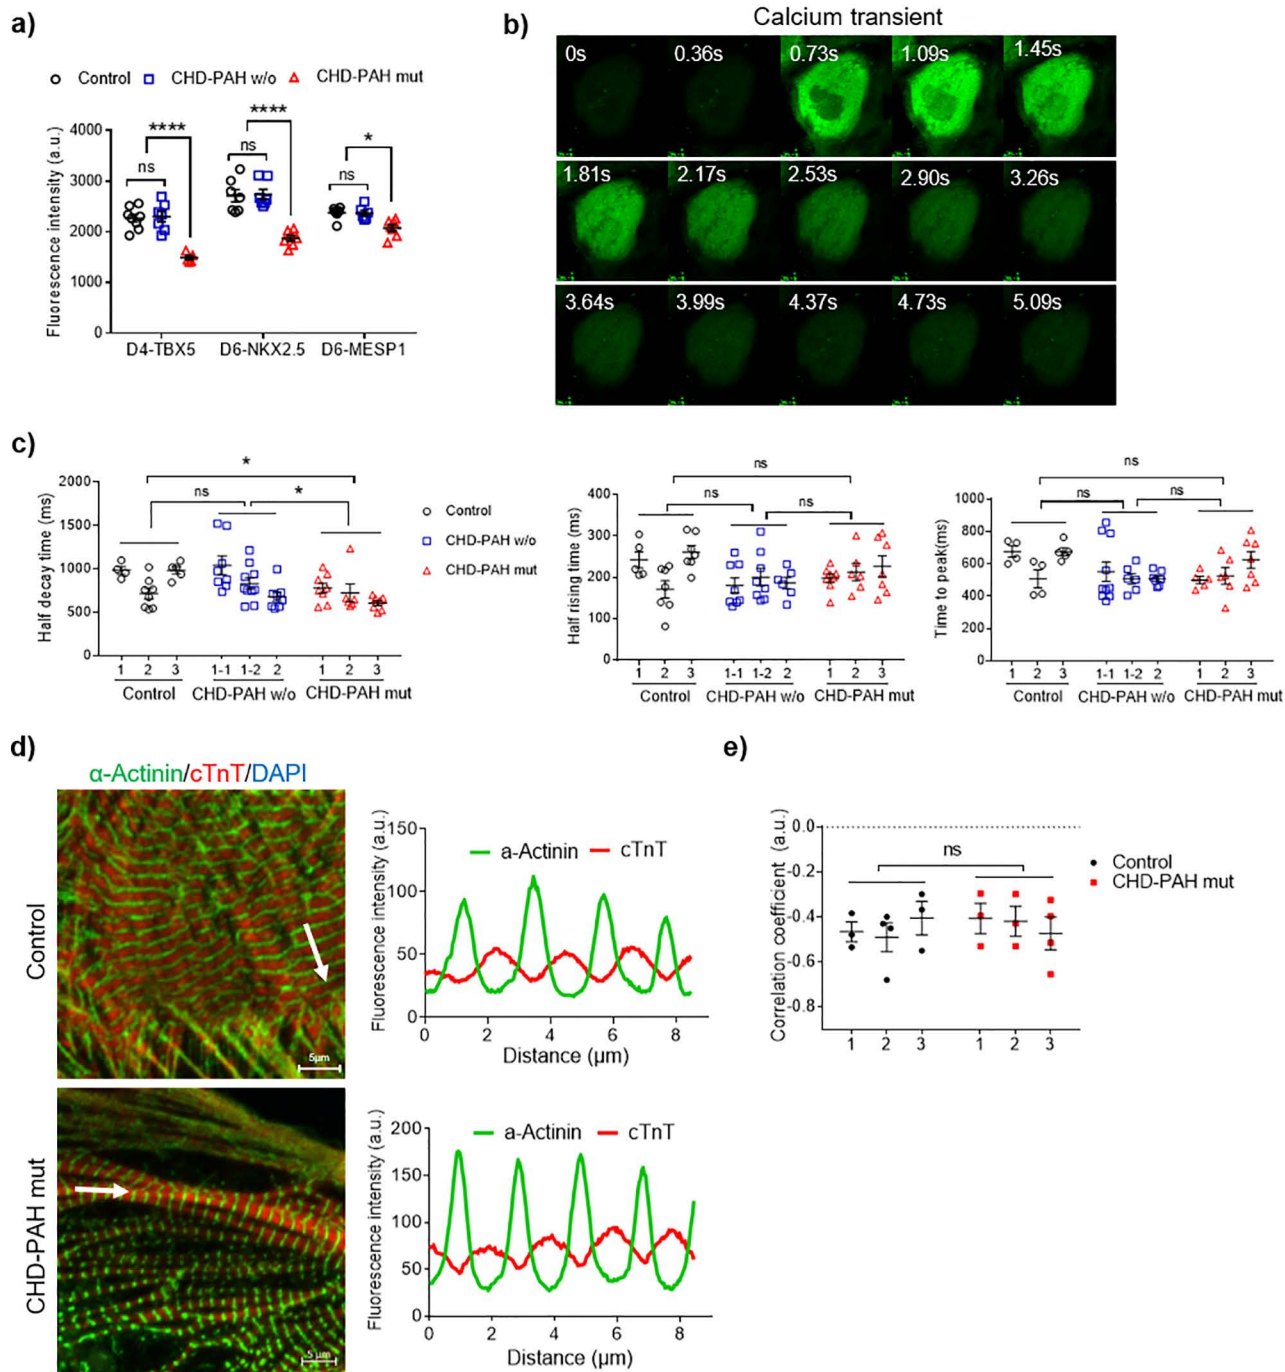 a)
Control CHD-PAH w/o CHD-PAH mut
Fluorescence intensity (a.u.)
4000
3000
2000
1000
0
**** **** *
ns ns ns
D4-TBX5 D6-NKX2.5 D6-MESP1
b)
Calcium transient
0s 0.36s 0.73s 1.09s 1.45s
1.81s 2.17s 2.53s 2.90s 3.26s
3.64s 3.99s 4.37s 4.73s 5.09s
c)
Half decay time (ms)
2000
1500
1000
500
0
*
ns *
1 2 3 1-1 1-2 2 1 2 3
Control CHD-PAH w/o CHD-PAH mut
Control
CHD-PAH w/o
CHD-PAH mut
Half rising time (ms)
400
300
200
100
0
ns
ns ns
1 2 3 1-1 1-2 2 1 2 3
Control CHD-PAH w/o CHD-PAH mut
Time to peak(ms)
1000
800
600
400
200
0
ns
ns ns
1 2 3 1-1 1-2 2 1 2 3
Control CHD-PAH w/o CHD-PAH mut
d)
α-Actinin/cTnT/DAPI
Control
5µm
Fluorescence intensity (a.u.)
150
100
50
0
a-Actinin cTnT
0 2 4 6 8
Distance (µm)
CHD-PAH mut
5 µm
Fluorescence intensity (a.u.)
200
150
100
50
0
a-Actinin cTnT
0 2 4 6 8
Distance (µm)
e)
Correlation coefficient (a.u.)
0.0
-0.2
-0.4
-0.6
-0.8
ns
Control
CHD-PAH mut
1 2 3 1 2 3